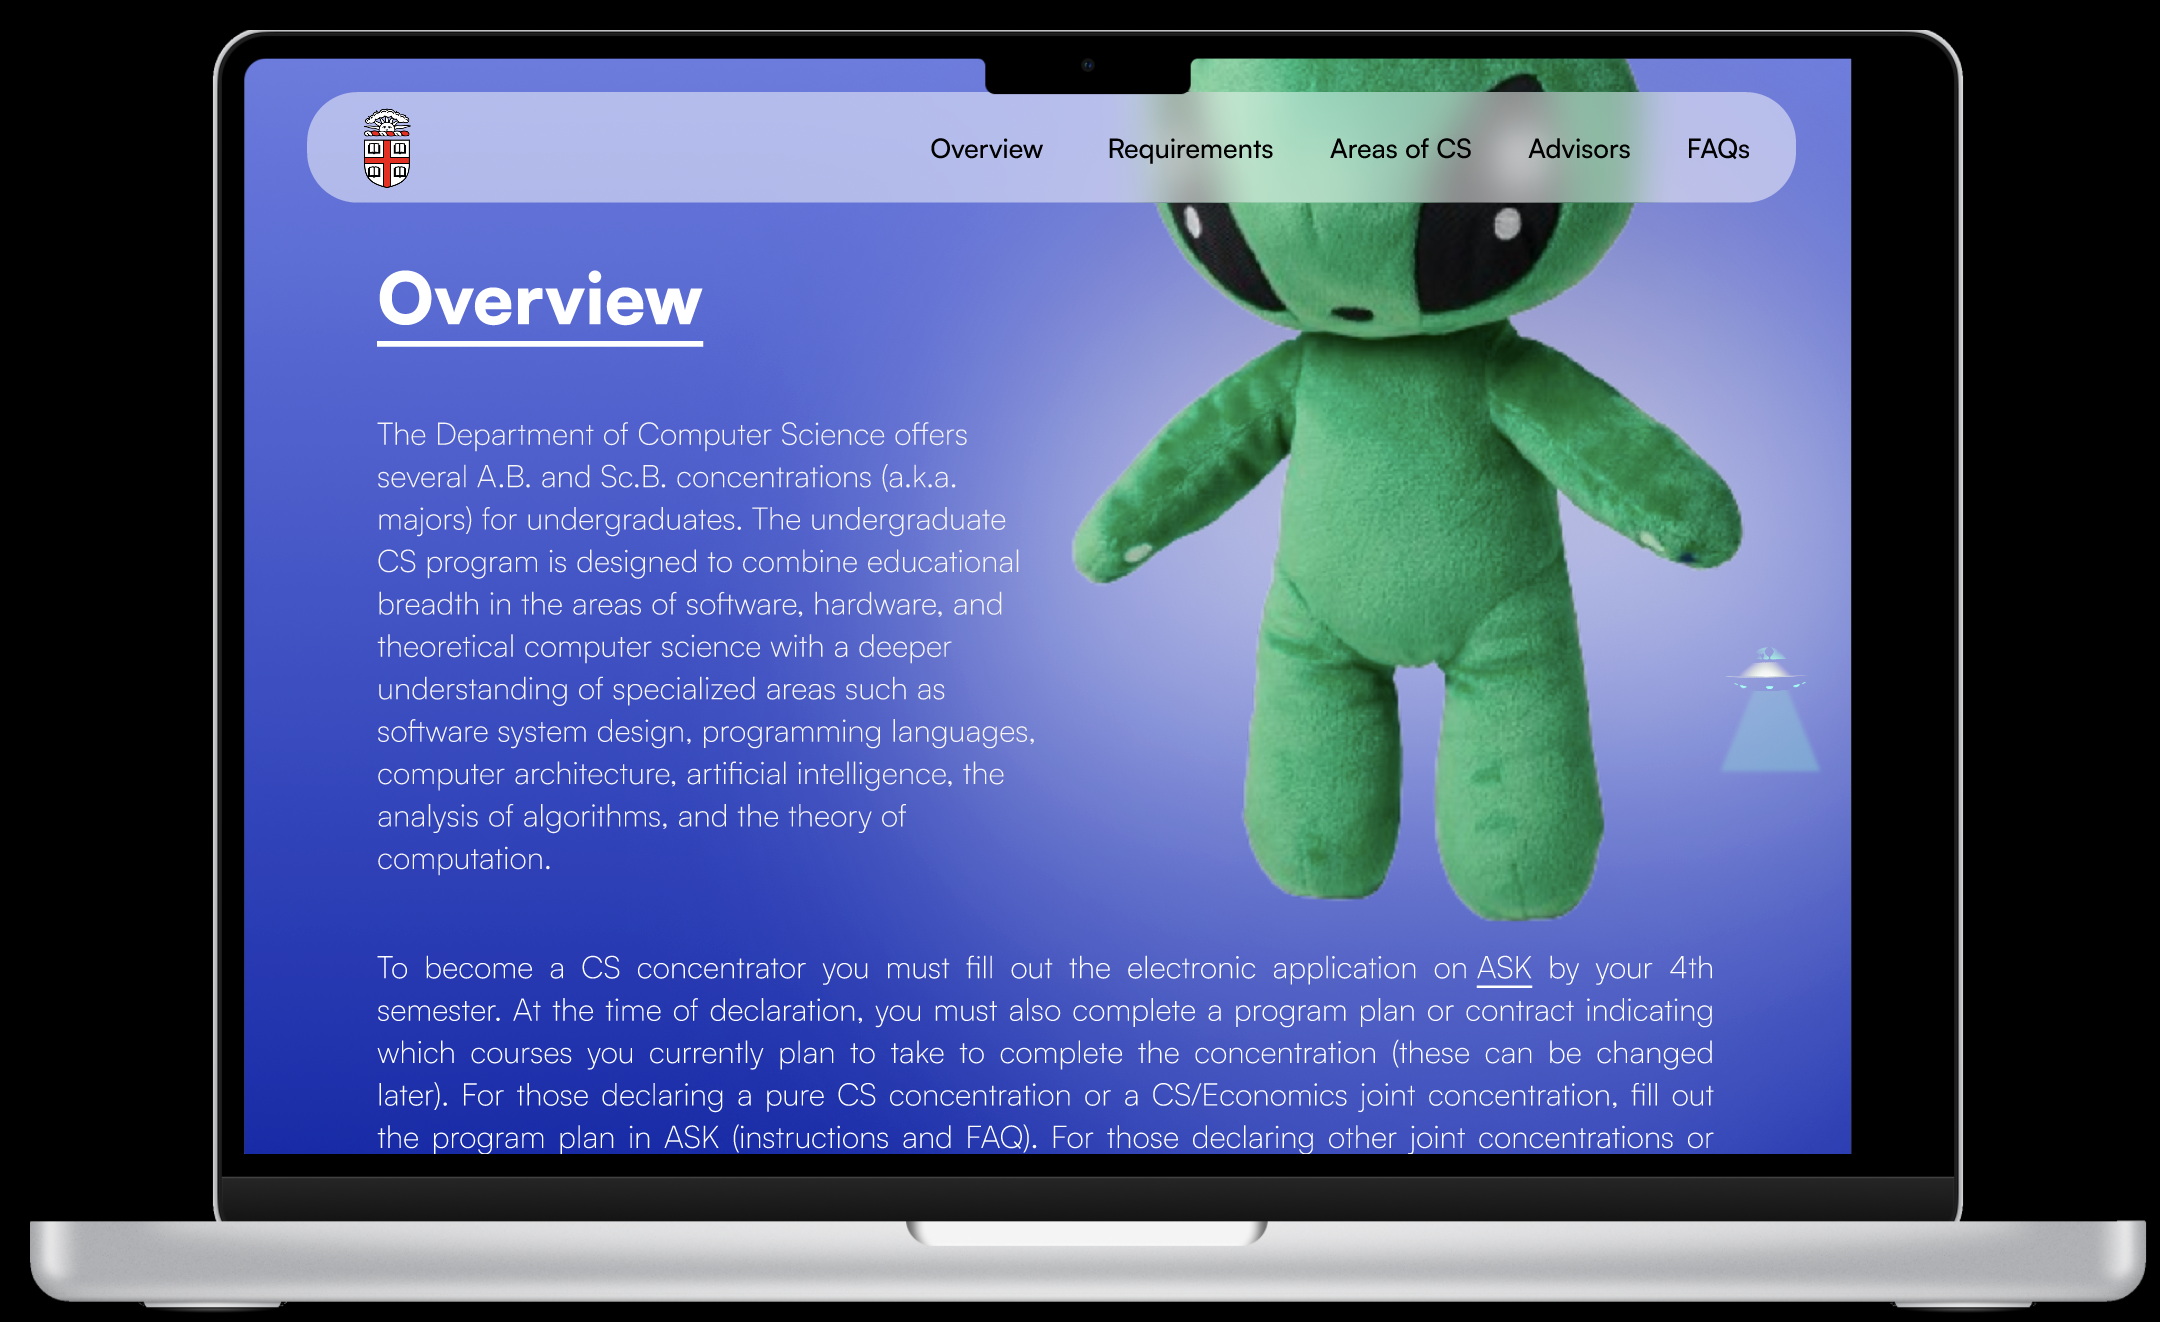 Overview Requirements Areas of CS Advisors FAQs
Overview
The Department of Computer Science offers
several A.B. and Sc.B. concentrations (a.k.a.
majors) for undergraduates. The undergraduate
CS program is designed to combine educational
breadth in the areas of software, hardware, and
theoretical computer science with a deeper
understanding of specialized areas such as
software system design, programming languages,
computer architecture, artificial intelligence, the
analysis of algorithms, and the theory of
computation.
To become a CS concentrator you must fill out the electronic application on ASK by your 4th
semester. At the time of declaration, you must also complete a program plan or contract indicating
which courses you currently plan to take to complete the concentration (these can be changed
later). For those declaring a pure CS concentration or a CS/Economics joint concentration, fill out
the program plan in ASK (instructions and FAQ). For those declaring other joint concentrations or